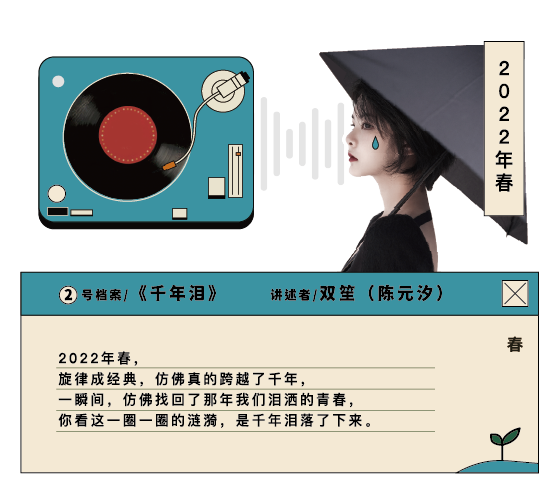 2022年春
②号档案/《千年泪》 讲述者/双笙（陈元汐）
春
2022年春，
旋律成经典，仿佛真的跨越了千年，
一瞬间，仿佛找回了那年我们泪洒的青春，
你看这一圈一圈的涟漪，是千年泪落了下来。